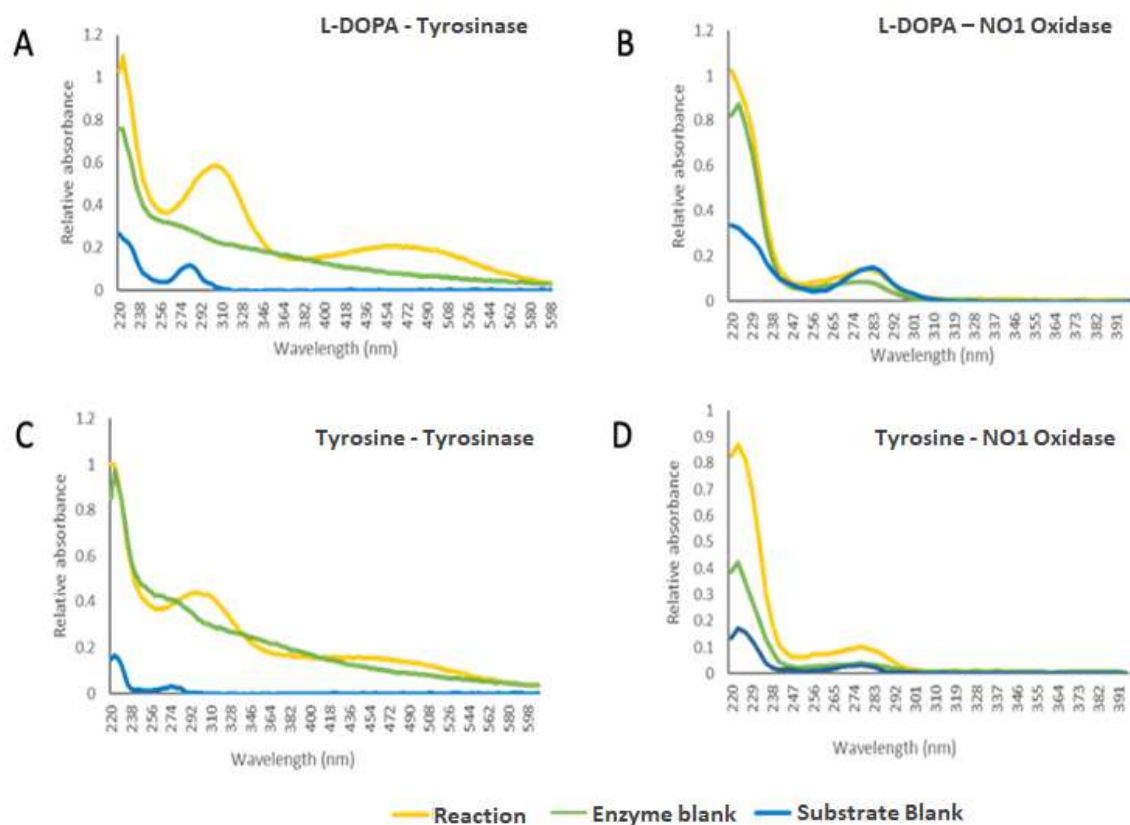 A
L-DOPA - Tyrosinase
1.2
1
0.8
0.6
0.4
0.2
0
Relative absorbance
220 238 256 274 292 310 328 346 364 382 400 418 436 454 472 490 508 526 544 562 580 598
Wavelength (nm)
B
L-DOPA – NO1 Oxidase
1.2
1
0.8
0.6
0.4
0.2
0
Relative absorbance
220 229 238 247 256 265 274 283 292 301 310 319 328 337 346 355 364 373 382 391
Wavelength (nm)
C
Tyrosine - Tyrosinase
1.2
1
0.8
0.6
0.4
0.2
0
Relative absorbance
220 238 256 274 292 310 328 346 364 382 400 418 436 454 472 490 508 526 544 562 580 598
Wavelength (nm)
D
Tyrosine - NO1 Oxidase
1
0.9
0.8
0.7
0.6
0.5
0.4
0.3
0.2
0.1
0
Relative absorbance
220 229 238 247 256 265 274 283 292 301 310 319 328 337 346 355 364 373 382 391
Wavelength (nm)
Reaction Enzyme blank Substrate Blank